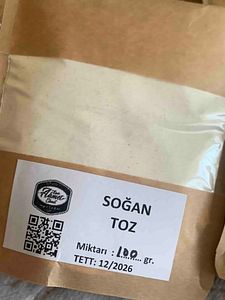 SOĞAN
TOZ
Miktarı : 100 gr.
TETT: 12/2026